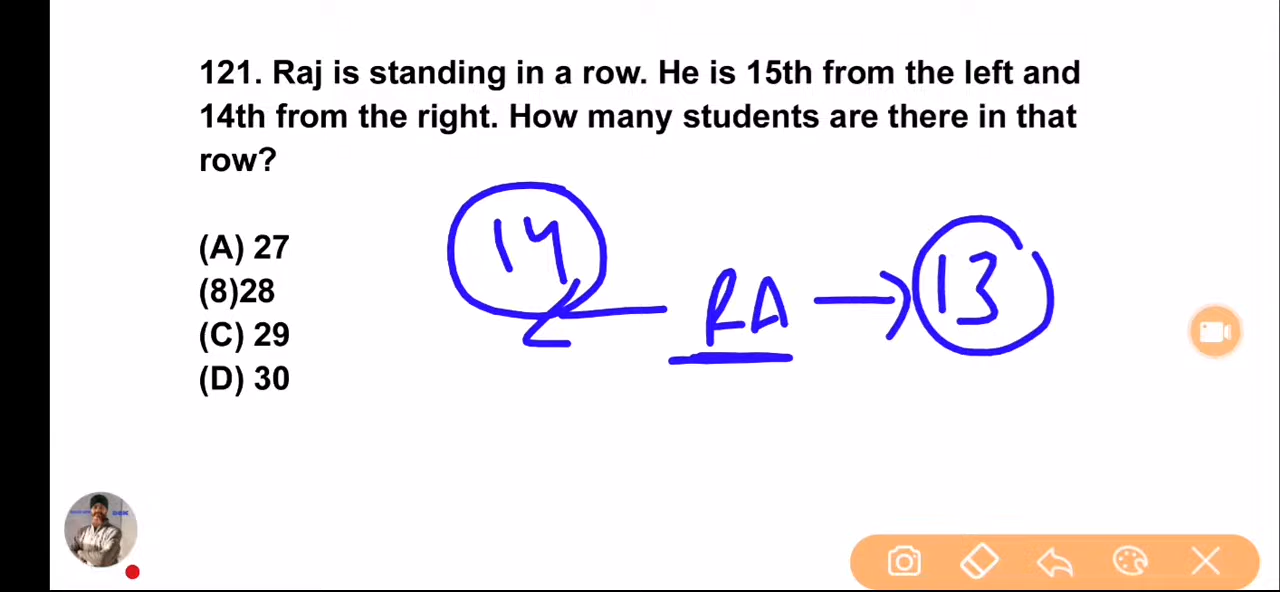 121. Raj is standing in a row. He is 15th from the left and
14th from the right. How many students are there in that
row?
(A) 27
(8)28
(C) 29
(D) 30
14
RA
13